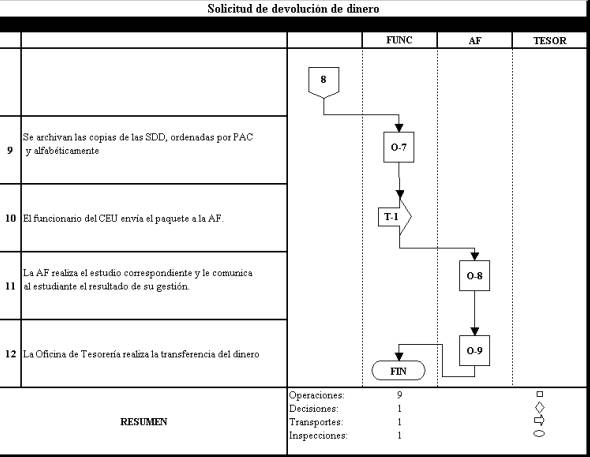 Solicitud de devolución de dinero
FUNC AF TESOR
8
9 Se archivan las copias de las SDD, ordenadas por PAC
y alfabéticamente
O-7
10 El funcionario del CEU envía el paquete a la AF.
T-1
11 La AF realiza el estudio correspondiente y le comunica
al estudiante el resultado de su gestión.
O-8
12 La Oficina de Tesorería realiza la transferencia del dinero
O-9
FIN
RESUMEN
Operaciones: 9
Decisiones: 1
Transportes: 1
Inspecciones: 1